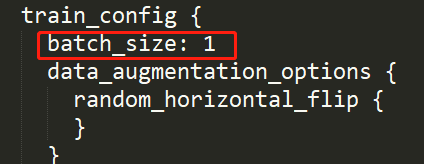 train_config {
batch_size: 1
data_augmentation_options {
random_horizontal_flip {
}
}